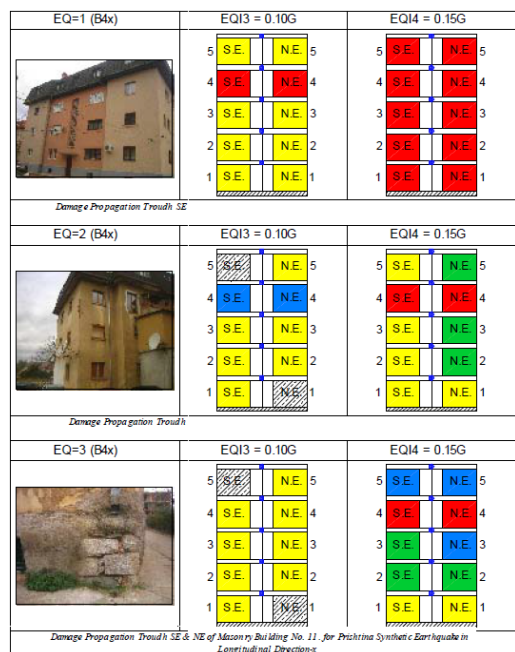 EQ=1 (B4x) EQI3 = 0.10G EQI4 = 0.15G
5 S.E. N.E. 5 5 S.E. N.E. 5
4 S.E. N.E. 4 4 S.E. N.E. 4
3 S.E. N.E. 3 3 S.E. N.E. 3
2 S.E. N.E. 2 2 S.E. N.E. 2
1 S.E. N.E. 1 1 S.E. N.E. 1
Damage Propagation Troudh SE
EQ=2 (B4x) EQI3 = 0.10G EQI4 = 0.15G
5 S.E. N.E. 5 5 S.E. N.E. 5
4 S.E. N.E. 4 4 S.E. N.E. 4
3 S.E. N.E. 3 3 S.E. N.E. 3
2 S.E. N.E. 2 2 S.E. N.E. 2
1 S.E. N.E. 1 1 S.E. N.E. 1
Damage Propagation Troudh
EQ=3 (B4x) EQI3 = 0.10G EQI4 = 0.15G
5 S.E. N.E. 5 5 S.E. N.E. 5
4 S.E. N.E. 4 4 S.E. N.E. 4
3 S.E. N.E. 3 3 S.E. N.E. 3
2 S.E. N.E. 2 2 S.E. N.E. 2
1 S.E. N.E. 1 1 S.E. N.E. 1
Damage Propagation Troudh SE & NE of Masonry Building No. 11. for Prishtina Synthetic Earthquake in
Longitudinal Direction-x